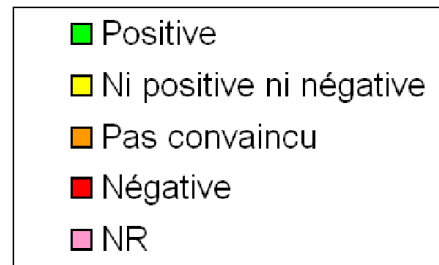 Positive
Ni positive ni négative
Pas convaincu
Négative
NR